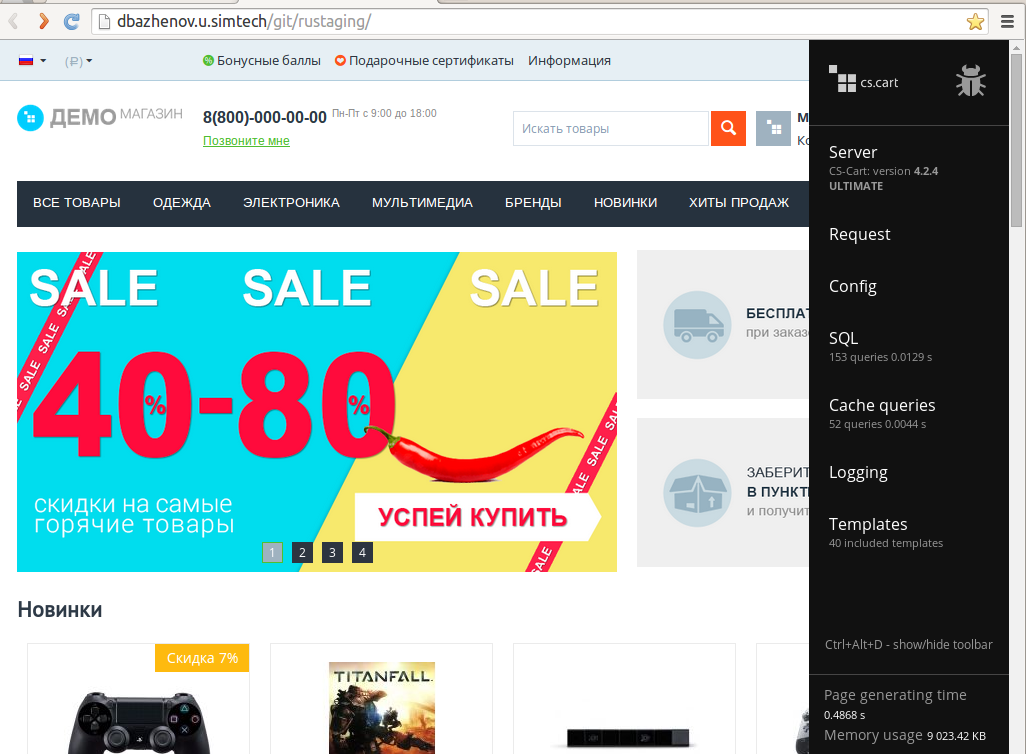 dbazhenov.u.simtech/git/rustaging/
(₽)
Бонусные баллы
Подарочные сертификаты
Информация
ДЕМО МАГАЗИН
8(800)-000-00-00 Пн-Пт с 9:00 до 18:00
Позвоните мне
Искать товары
ВСЕ ТОВАРЫ ОДЕЖДА ЭЛЕКТРОНИКА МУЛЬТИМЕДИА БРЕНДЫ НОВИНКИ ХИТЫ ПРОДАЖ
SALE SALE SALE
SALE SALE SALE SALE
40%-80%
скидки на самые
горячие товары
УСПЕЙ КУПИТЬ
SALE SALE SALE SALE
1 2 3 4
БЕСПЛАТ
при заказ
ЗАБЕРИТ
В ПУНКТ
и получит
Новинки
Скидка 7%
TITANFALL
cs.cart
Server
CS-Cart: version 4.2.4
ULTIMATE
Request
Config
SQL
153 queries 0.0129 s
Cache queries
52 queries 0.0044 s
Logging
Templates
40 included templates
Ctrl+Alt+D - show/hide toolbar
Page generating time
0.4868 s
Memory usage 9 023.42 KB